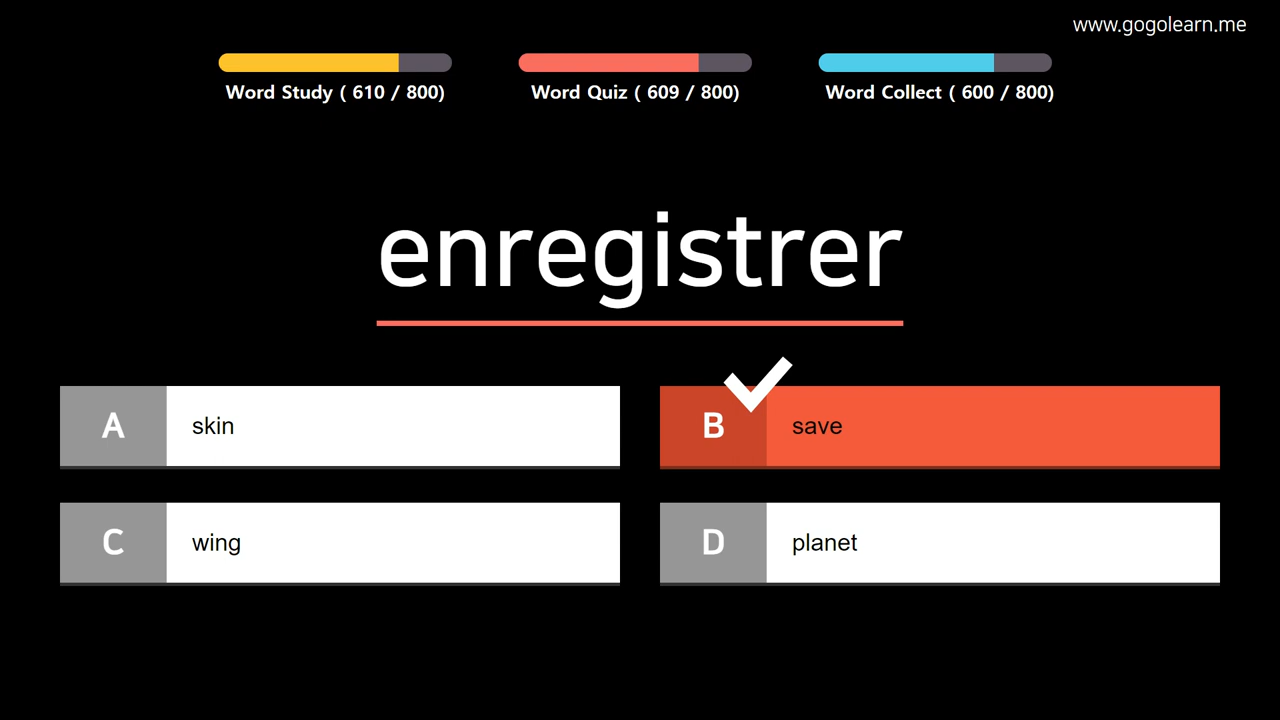 www.gogolearn.me
Word Study ( 610 / 800)
Word Quiz ( 609 / 800)
Word Collect ( 600 / 800)
enregistrer
A
skin
B
save
C
wing
D
planet